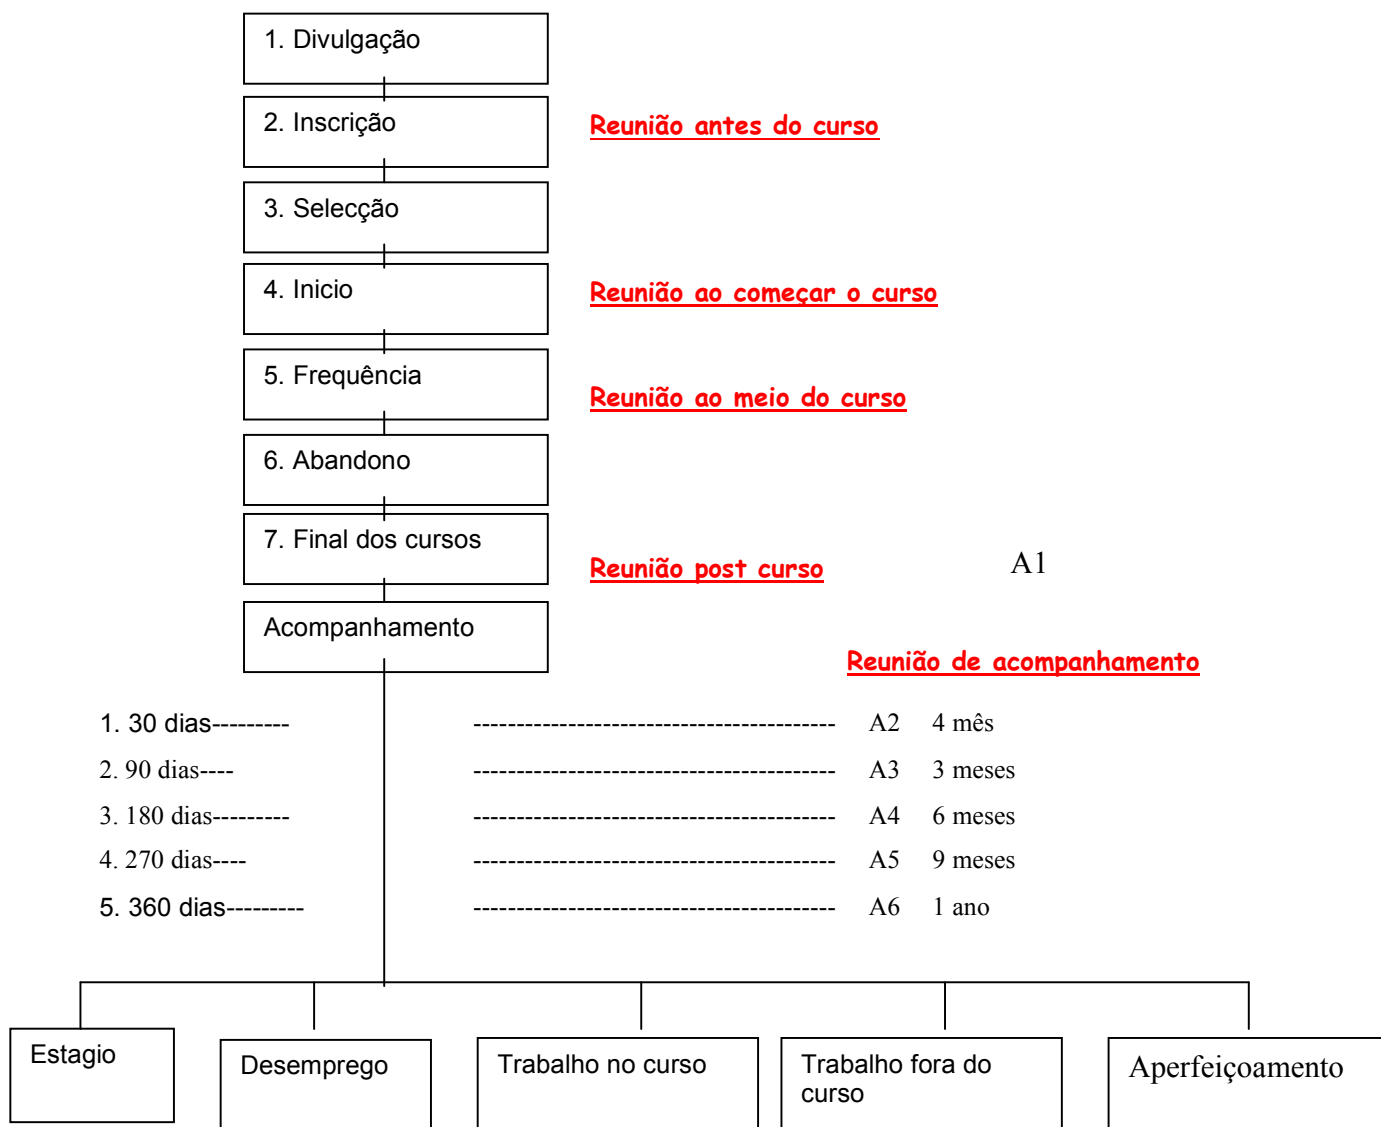 1. Divulgação
2. Inscrição
Reunião antes do curso
3. Selecção
4. Inicio
Reunião ao começar o curso
5. Frequência
Reunião ao meio do curso
6. Abandono
7. Final dos cursos
Reunião post curso
A1
Acompanhamento
Reunião de acompanhamento
1. 30 dias--------- ---------------------------------------- A2 4 mês
2. 90 dias---- ---------------------------------------- A3 3 meses
3. 180 dias--------- ---------------------------------------- A4 6 meses
4. 270 dias---- ---------------------------------------- A5 9 meses
5. 360 dias--------- ---------------------------------------- A6 1 ano
Estagio
Desemprego
Trabalho no curso
Trabalho fora do
curso
Aperfeiçoamento